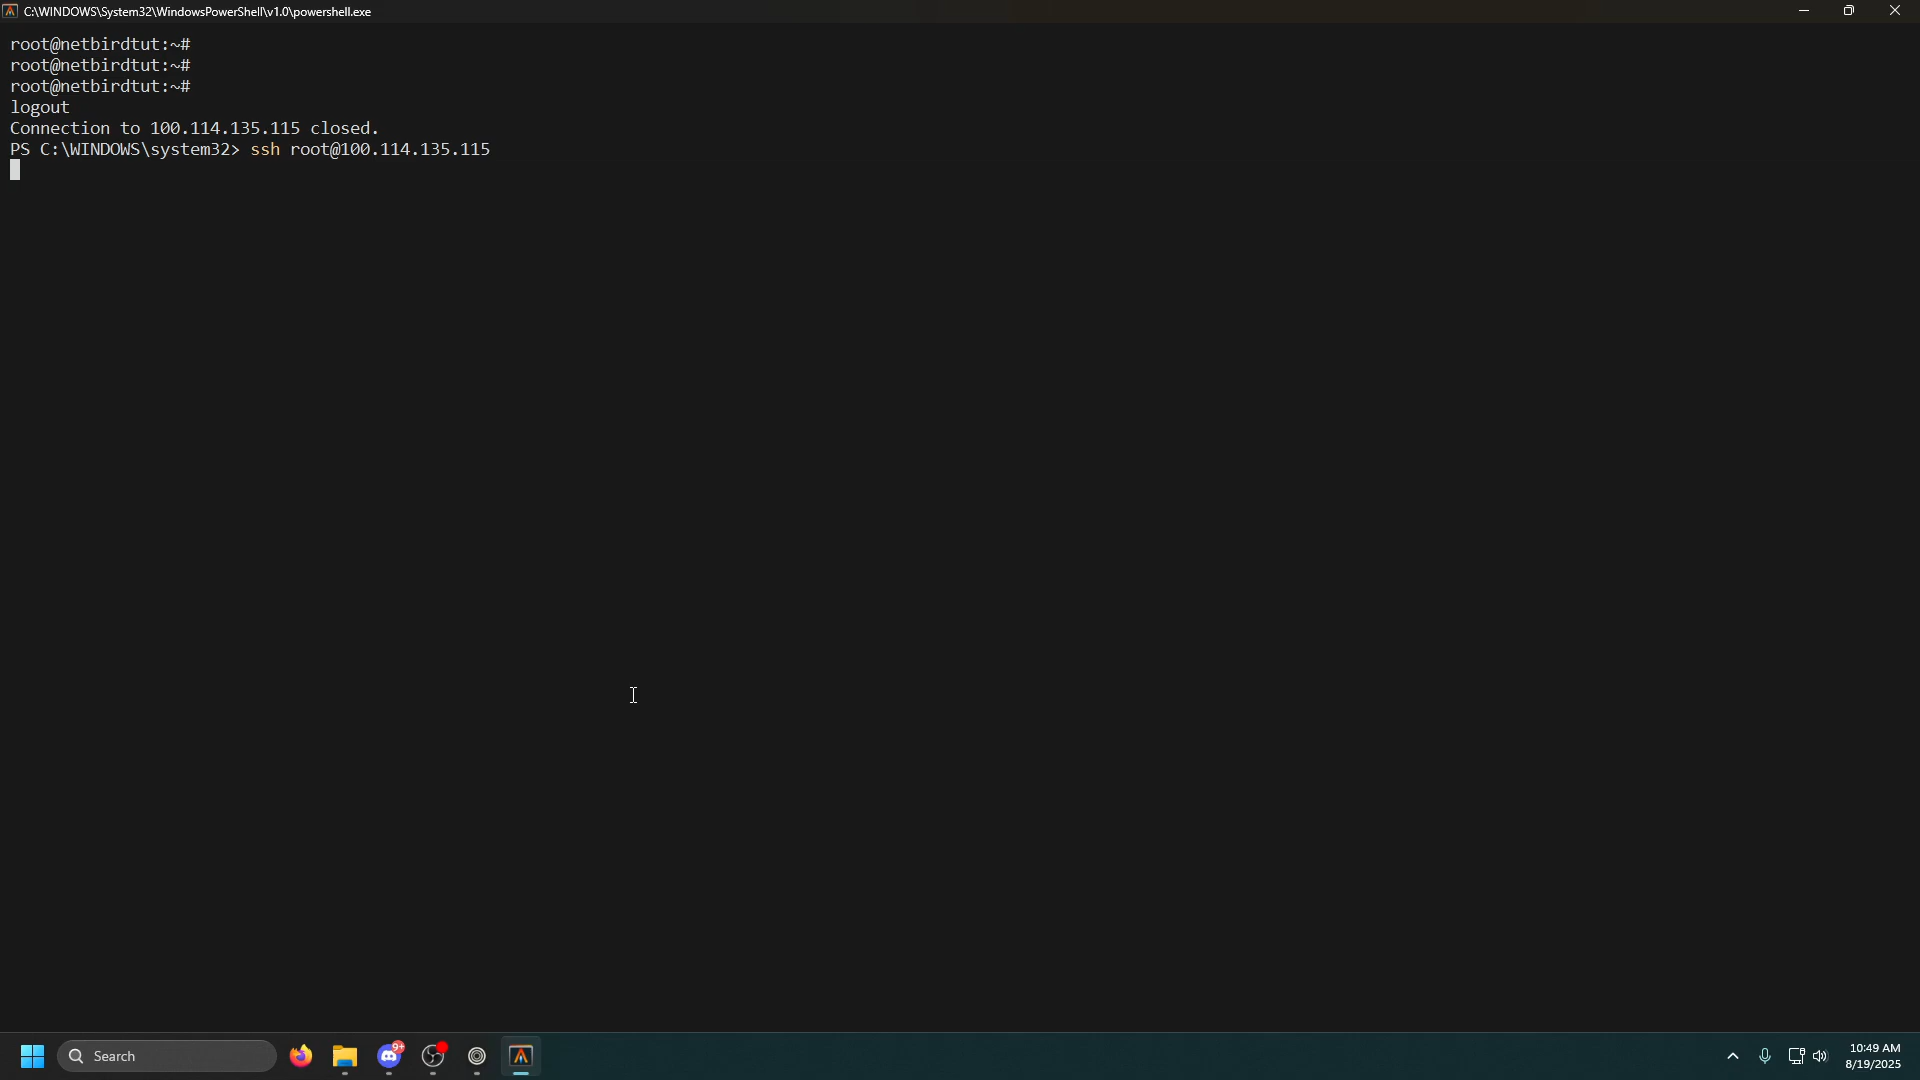 C:\WINDOWS\System32\WindowsPowerShell\v1.0\powershell.exe
root@netbirdtut:~#
root@netbirdtut:~#
root@netbirdtut:~#
logout
Connection to 100.114.135.115 closed.
PS C:\WINDOWS\system32> ssh root@100.114.135.115
Search
9+
10:49 AM
8/19/2025